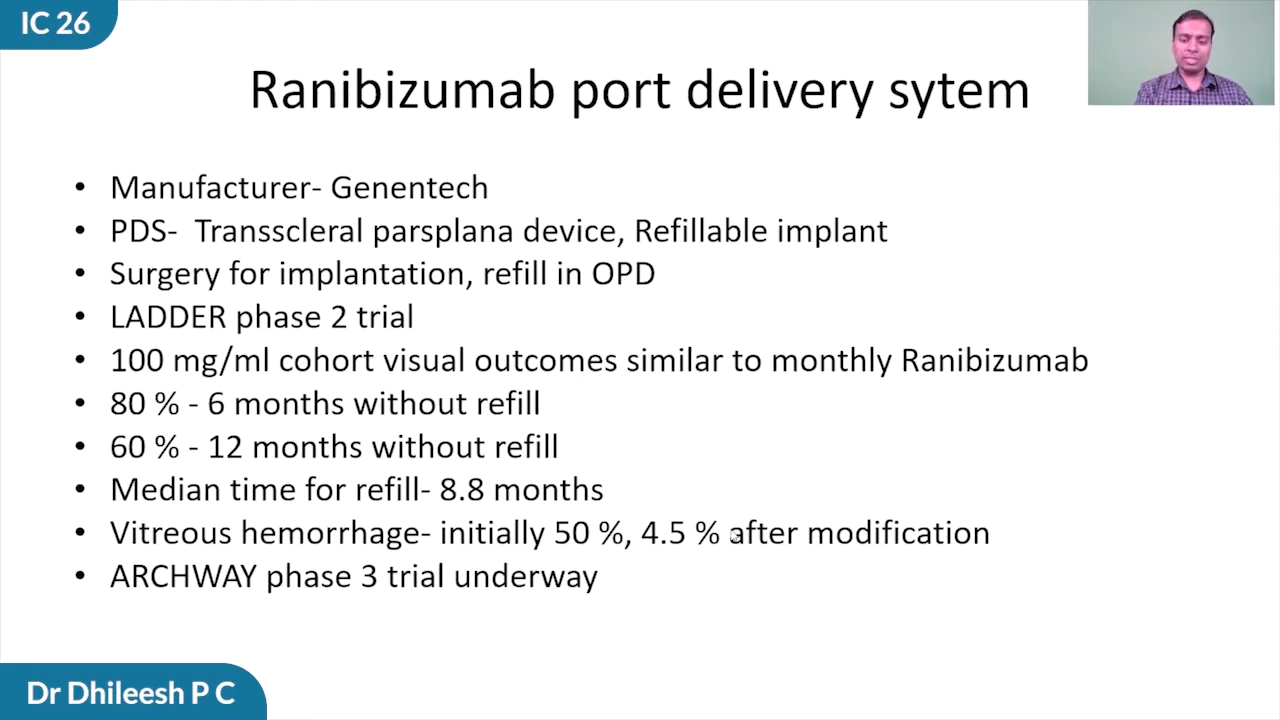 IC 26
Ranibizumab port delivery sytem
• Manufacturer- Genentech
• PDS- Transscleral parsplana device, Refillable implant
• Surgery for implantation, refill in OPD
• LADDER phase 2 trial
• 100 mg/ml cohort visual outcomes similar to monthly Ranibizumab
• 80 % - 6 months without refill
• 60 % - 12 months without refill
• Median time for refill- 8.8 months
• Vitreous hemorrhage- initially 50 %, 4.5 % after modification
• ARCHWAY phase 3 trial underway
Dr Dhileesh P C